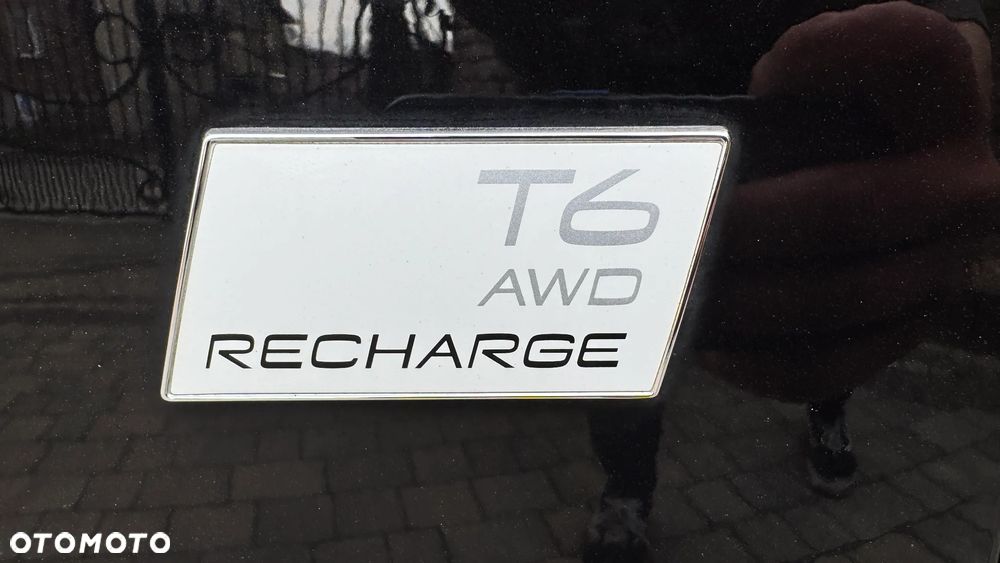 T6
AWD
RECHARGE
OTOMOTO